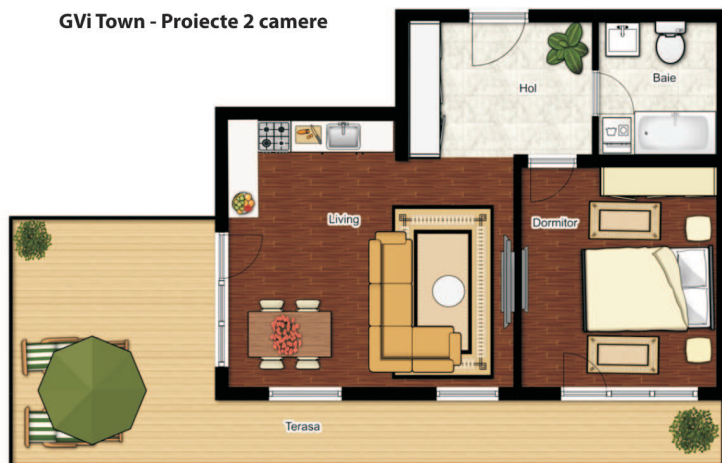 GVi Town - Proiecte 2 camere
Hol
Baie
Living
Dormitor
Terasa